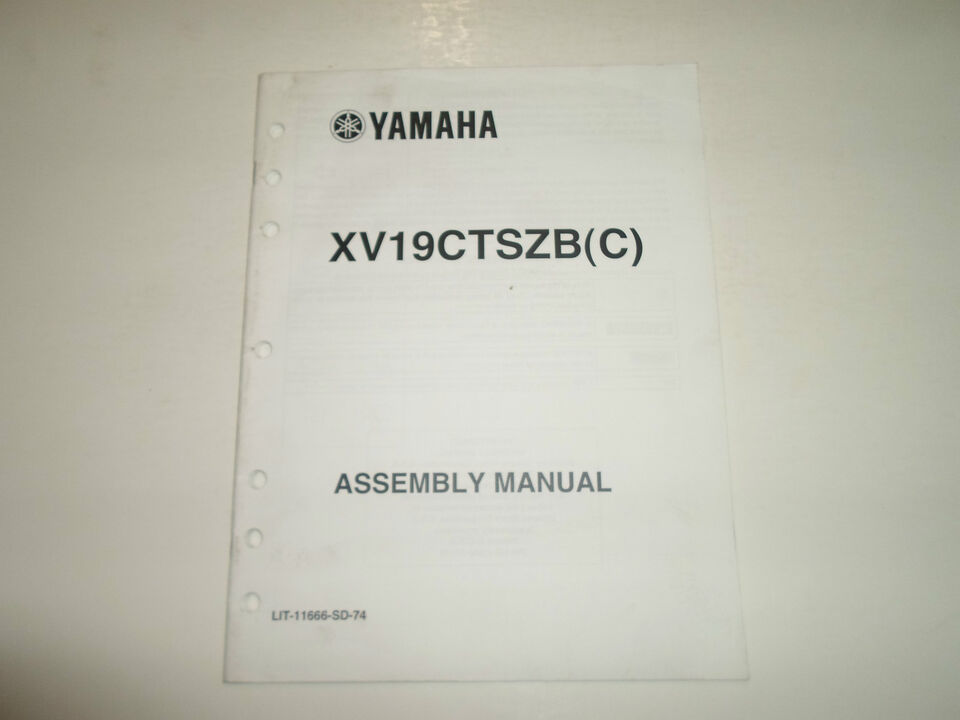 YAMAHA
XV19CTSZB(C)
ASSEMBLY MANUAL
LIT-11666-SD-74